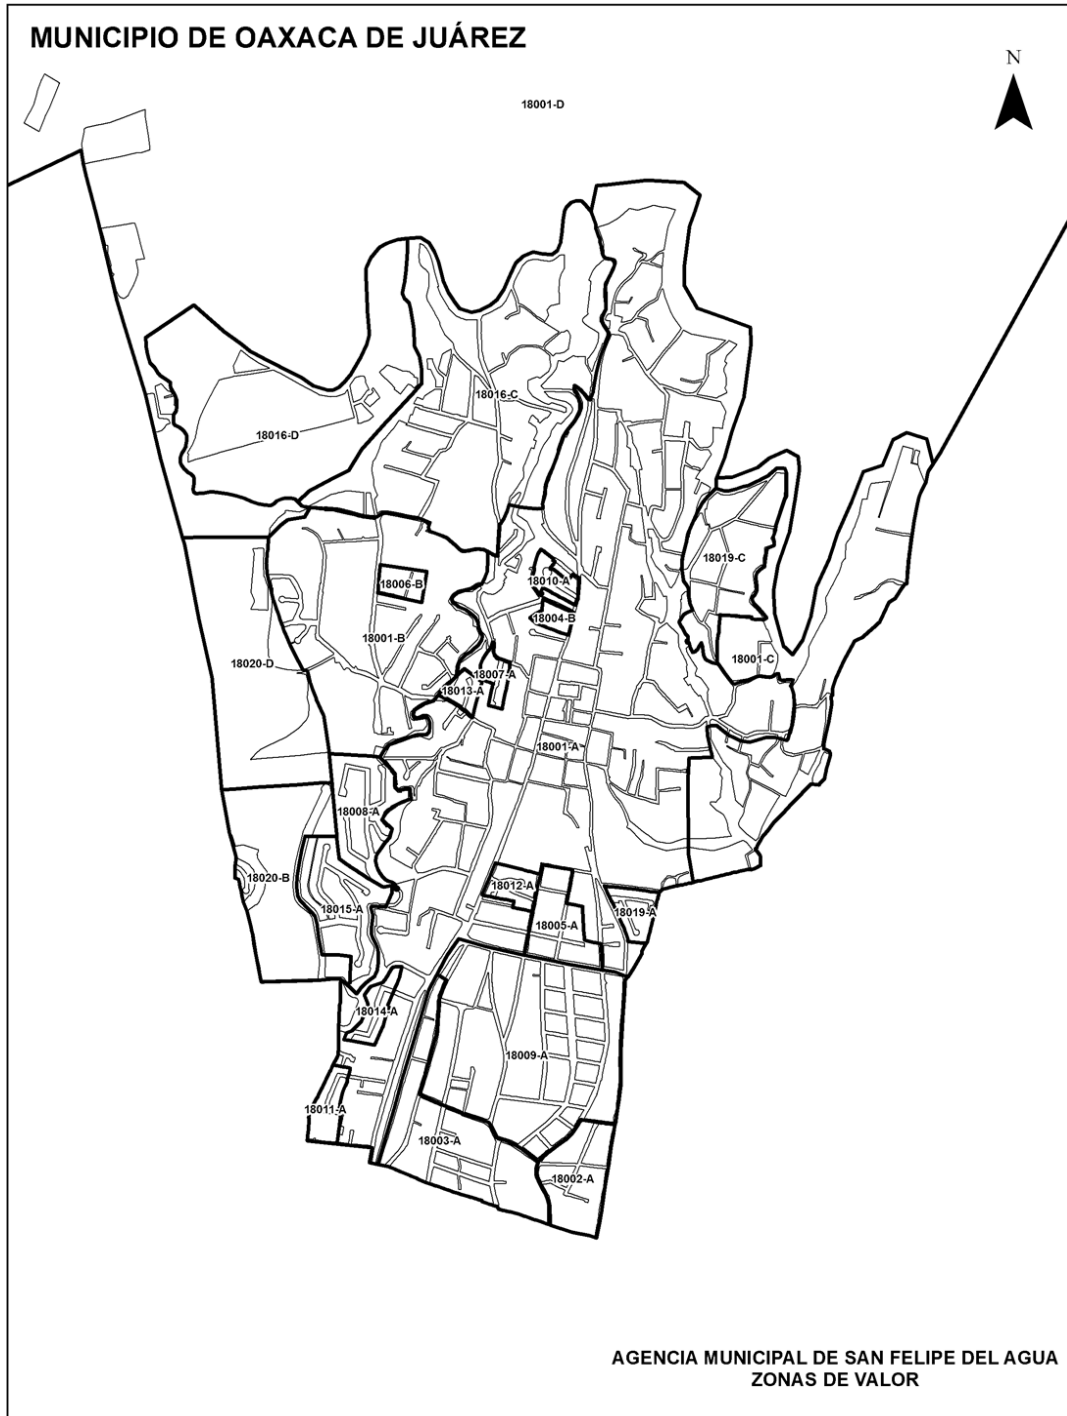 MUNICIPIO DE OAXACA DE JUÁREZ
N
18001-D
18016-C
18016-D
18019-C
18010-A
18006-B
18004-B
18001-B
18001-C
18020-D
18007-A
18013-A
18001-A
18008-A
18020-B
18012-A
18015-A
18019-A
18005-A
18014-A
18009-A
18011-A
18003-A
18002-A
AGENCIA MUNICIPAL DE SAN FELIPE DEL AGUA
ZONAS DE VALOR